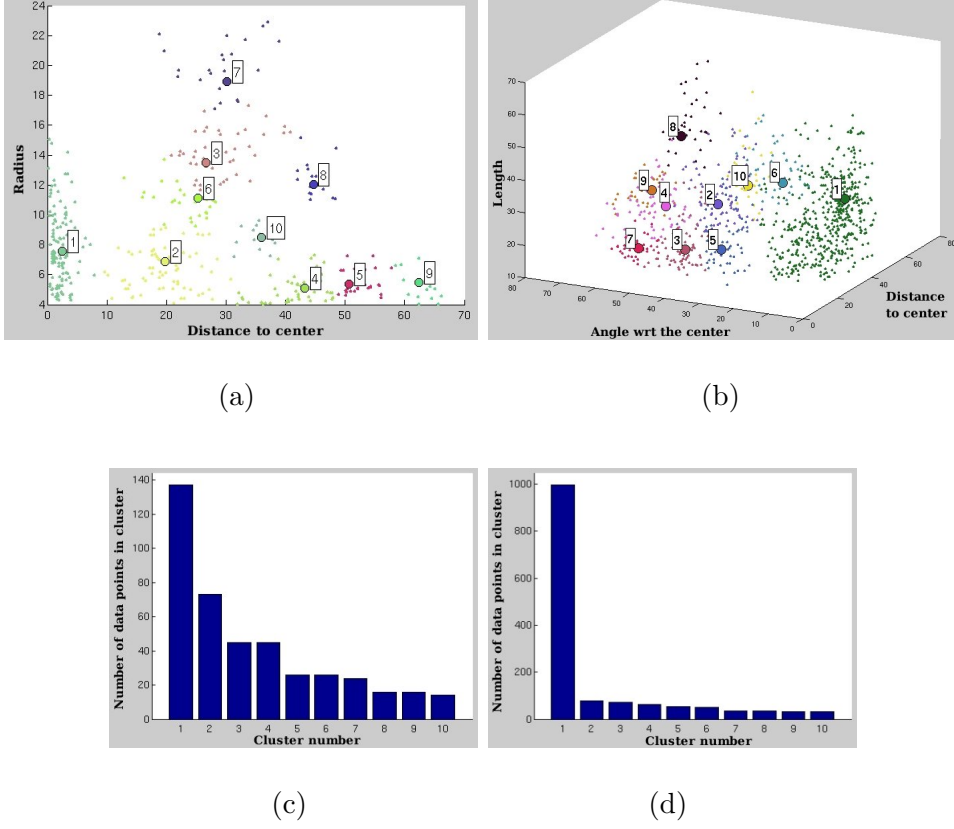 24
22
20
18
16
14
12
10
8
6
4
Radius
0 10 20 30 40 50 60 70
Distance to center
1
2
3
4
5
6
7
8
9
10
(a)
70
60
50
40
30
20
10
Length
80 70 60 50 40 30 20 10 0
Angle wrt the center
0 20 40 60 80
Distance
to center
1
2
3
4
5
6
7
8
9
10
(b)
140
120
100
80
60
40
20
0
Number of data points in cluster
1 2 3 4 5 6 7 8 9 10
Cluster number
(c)
1000
800
600
400
200
0
Number of data points in cluster
1 2 3 4 5 6 7 8 9 10
Cluster number
(d)